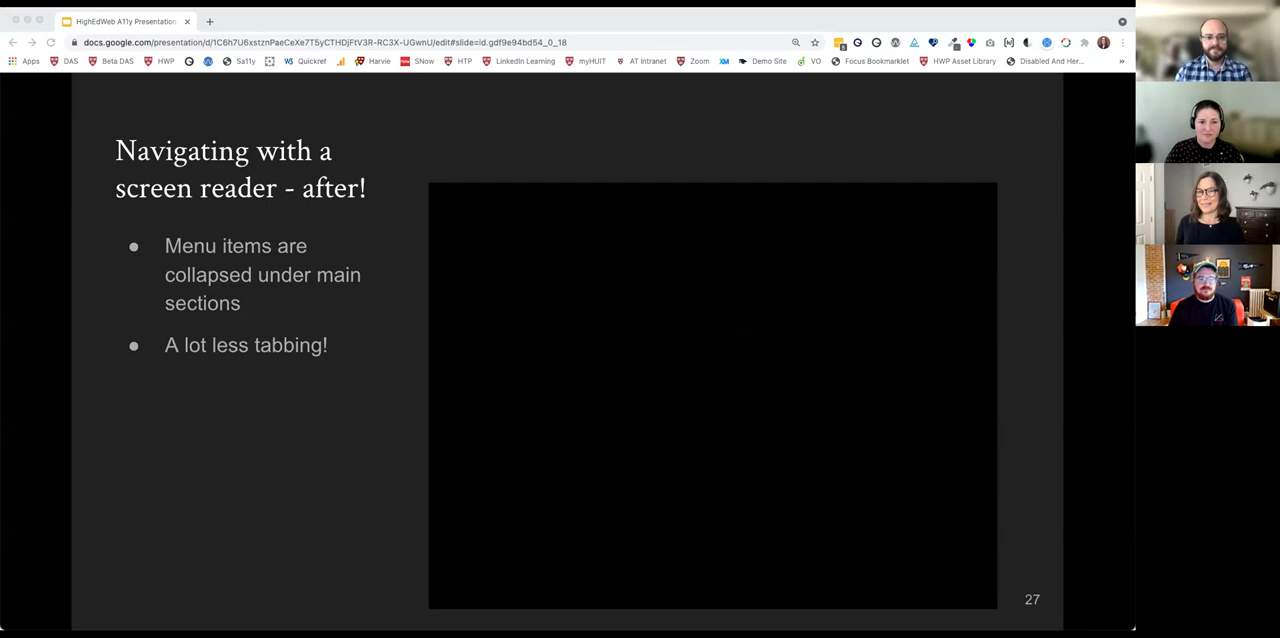 HighEdWeb A11y Presentation
docs.google.com/presentation/d/1C6h7U6xstznPaeCeXe7T5yCTHDjFtV3R-RC3X-UGwnU/edit#slide=id.gdf9e94bd54_0_18
Apps DAS Beta DAS HWP Sa11y Quickref Harvie SNow HTP LinkedIn Learning myHUIT AT Intranet Zoom Demo Site VO Focus Bookmarklet HWP Asset Library Disabled And Her... »
Navigating with a
screen reader - after!
● Menu items are
collapsed under main
sections
● A lot less tabbing!
27